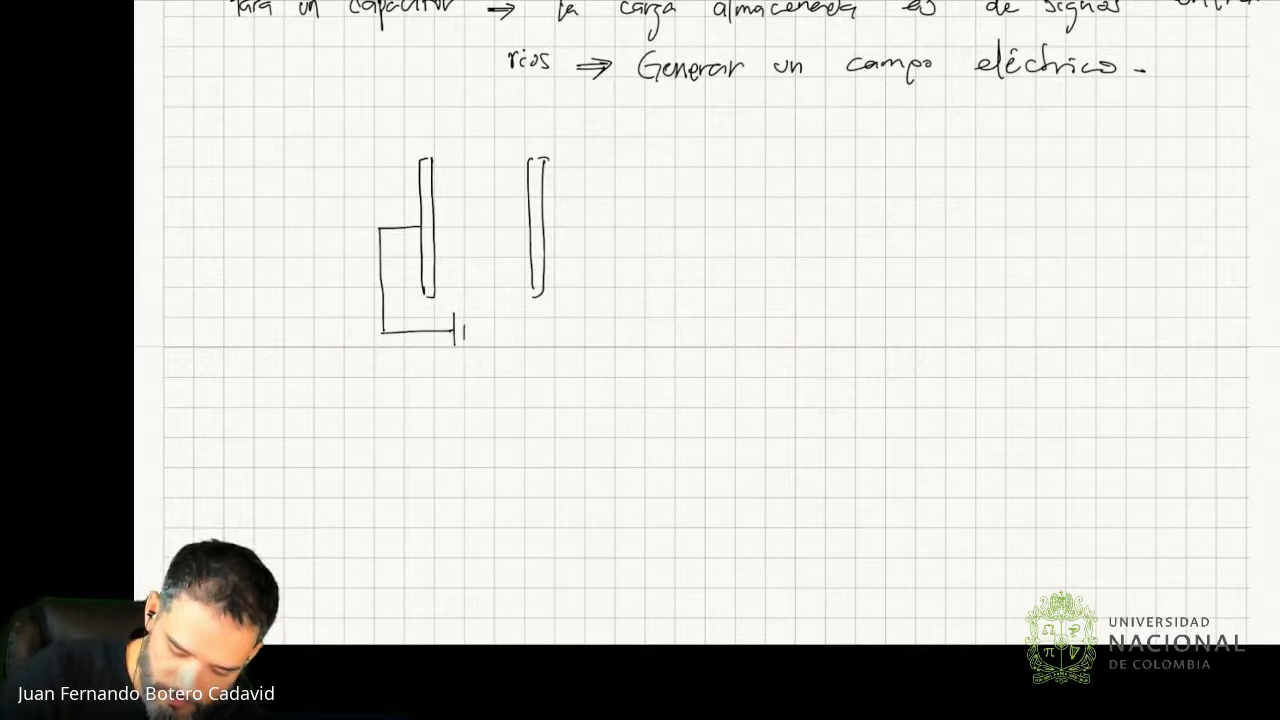 Para un capacitor ⇒ la carga almacenada es de signos contra
rios ⇒ Generar un campo eléctrico.
UNIVERSIDAD
NACIONAL
DE COLOMBIA
Juan Fernando Botero Cadavid